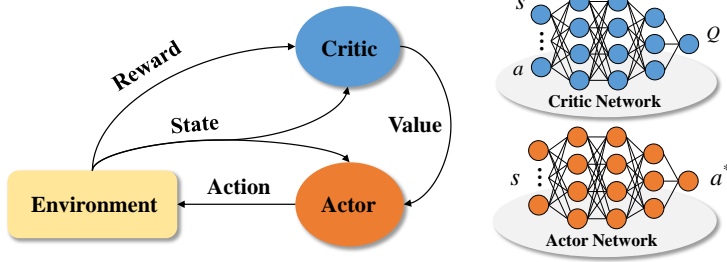 Reward
Critic
State
Value
Environment
Action
Actor
s
a
Q
Critic Network
s
a*
Actor Network